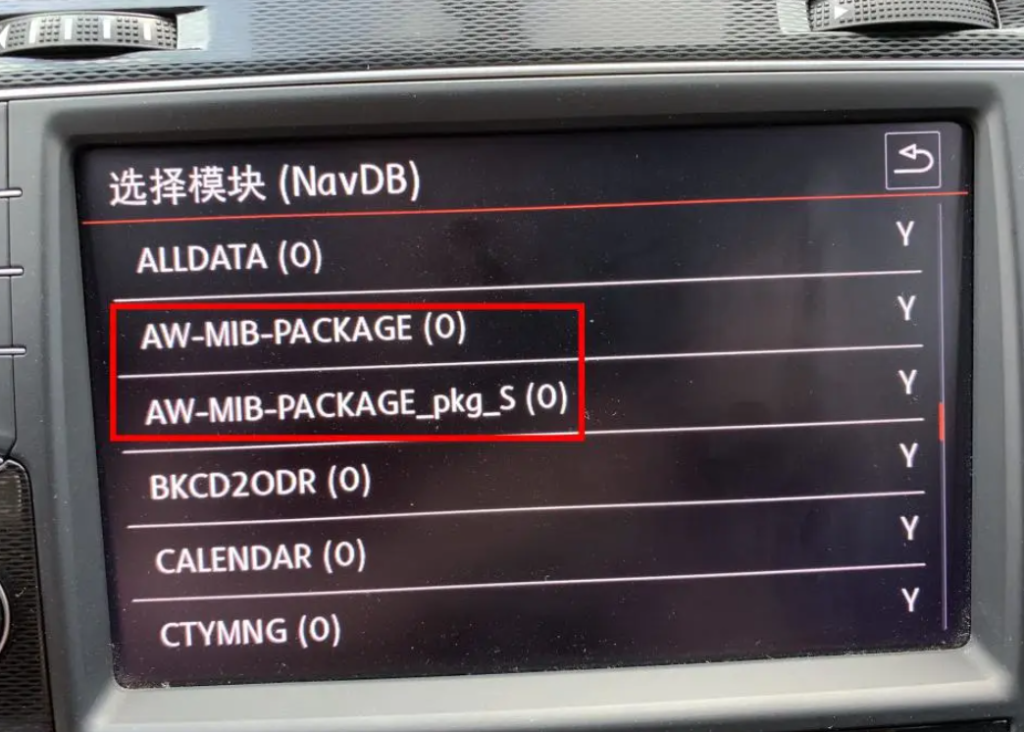 选择模块 (NavDB)
ALLDATA (0) Y
AW-MIB-PACKAGE (0) Y
AW-MIB-PACKAGE_pkg_S (0) Y
BKCD2ODR (0) Y
CALENDAR (0) Y
CTYMNG (0) Y